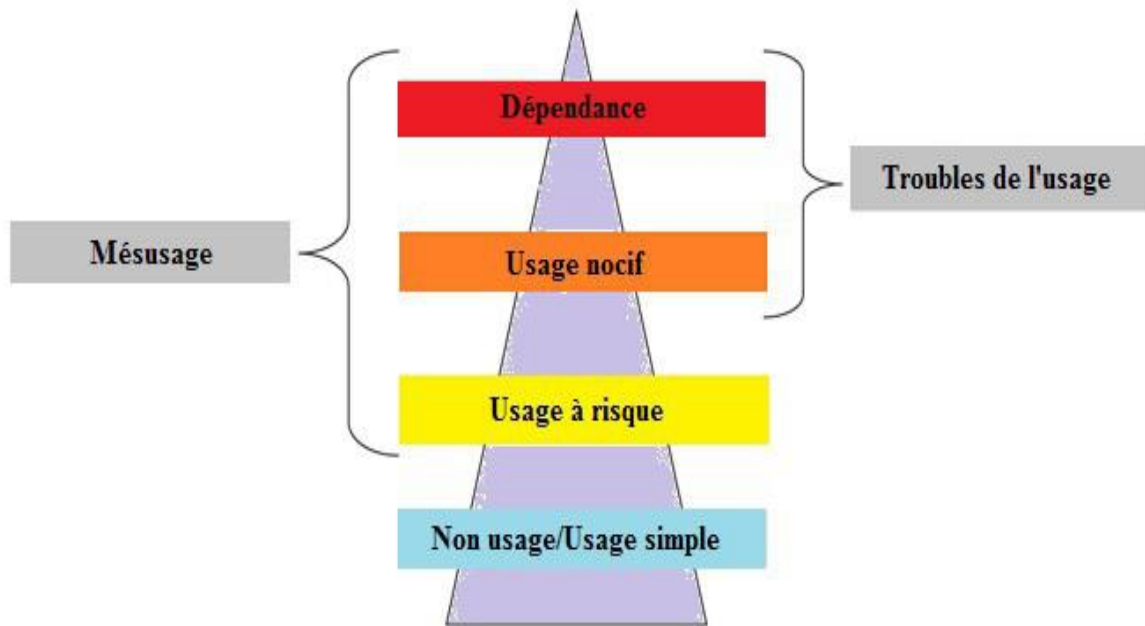 Dépendance
Troubles de l'usage
Mésusage
Usage nocif
Usage à risque
Non usage/Usage simple